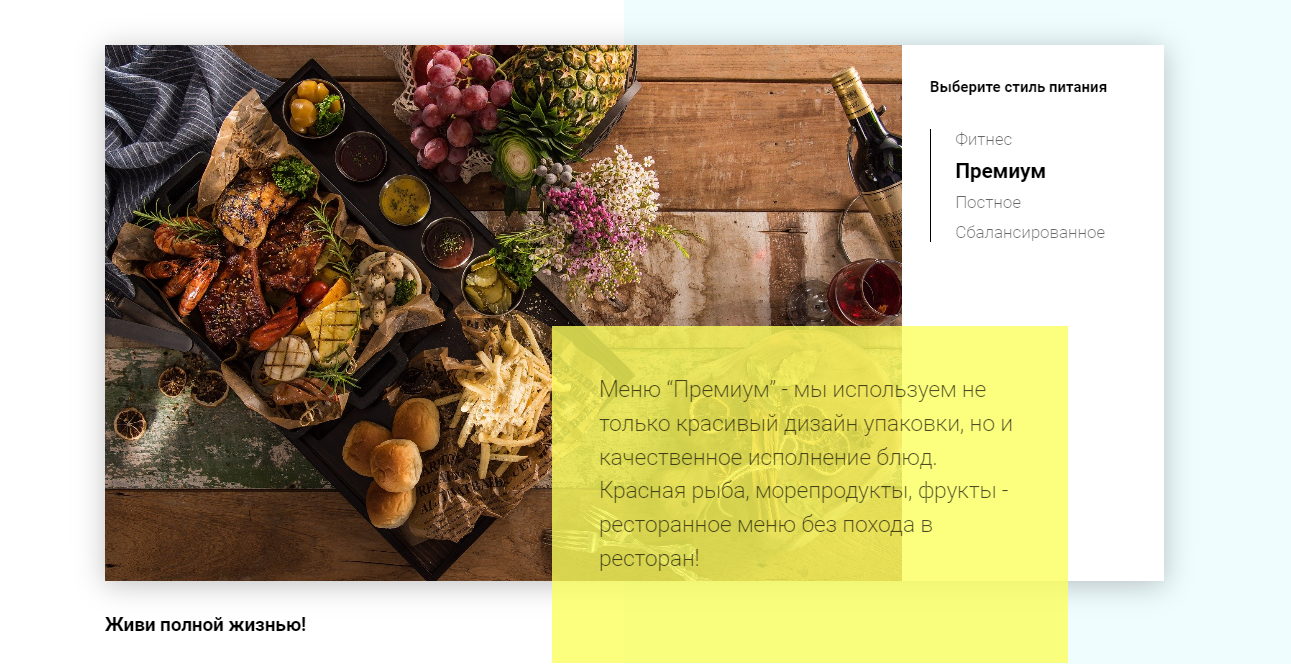 Выберите стиль питания
Фитнес
Премиум
Постное
Сбалансированное
Меню “Премиум” - мы используем не
только красивый дизайн упаковки, но и
качественное исполнение блюд.
Красная рыба, морепродукты, фрукты -
ресторанное меню без похода в
ресторан!
Живи полной жизнью!